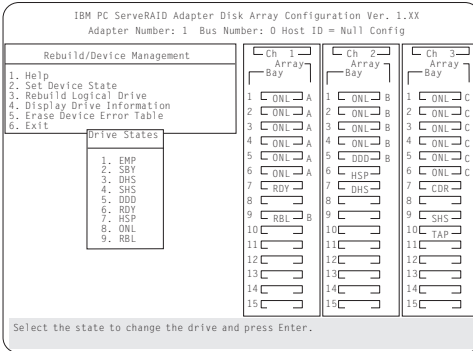 IBM PC ServeRAID Adapter Disk Array Configuration Ver. 1.XX
Adapter Number: 1 Bus Number: 0 Host ID = Null Config
Rebuild/Device Management
1. Help
2. Set Device State
3. Rebuild Logical Drive
4. Display Drive Information
5. Erase Device Error Table
6. Exit
Drive States
1. EMP
2. SBY
3. DHS
4. SHS
5. DDD
6. RDY
7. HSP
8. ONL
9. RBL
Ch 1
Array
Bay
1 ONL A
2 ONL A
3 ONL A
4 ONL A
5 ONL A
6 ONL A
7 RDY
8
9 RBL B
10
11
12
13
14
15
Ch 2
Array
Bay
1 ONL B
2 ONL B
3 ONL B
4 ONL B
5 DDD B
6 HSP
7 DHS
8
9
10
11
12
13
14
15
Ch 3
Array
Bay
1 ONL C
2 ONL C
3 ONL C
4 ONL C
5 ONL C
6 ONL C
7 CDR
8
9 SHS
10 TAP
11
12
13
14
15
Select the state to change the drive and press Enter.